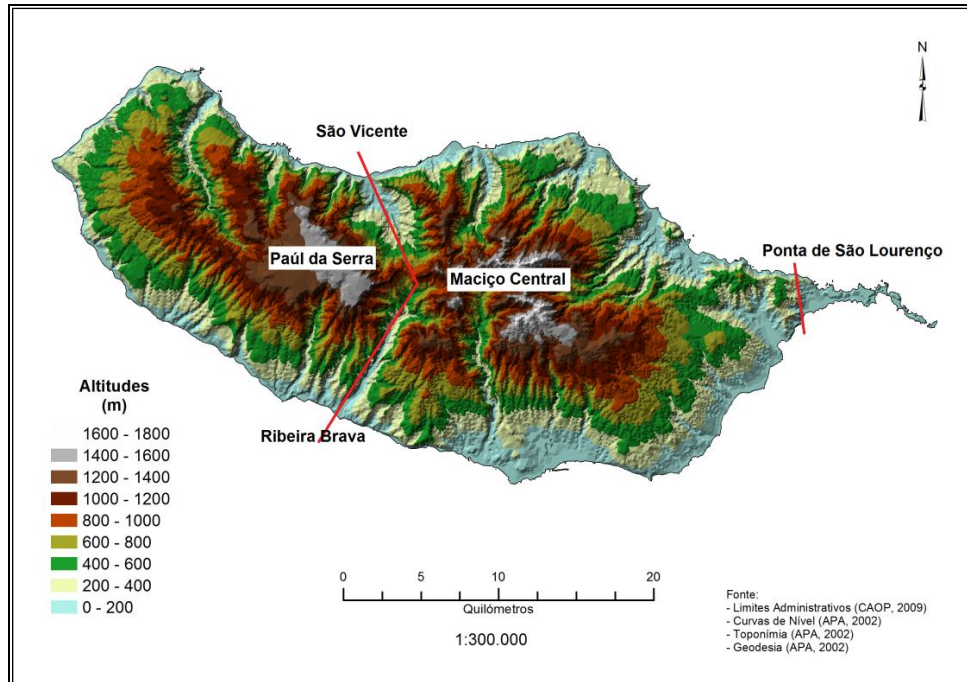 N
São Vicente
Ponta de São Lourenço
Paúl da Serra
Maciço Central
Ribeira Brava
Altitudes
(m)
1600 - 1800
1400 - 1600
1200 - 1400
1000 - 1200
800 - 1000
600 - 800
400 - 600
200 - 400
0 - 200
0 5 10 20
Quilómetros
1:300.000
Fonte:
- Limites Administrativos (CAOP, 2009)
- Curvas de Nível (APA, 2002)
- Toponímia (APA, 2002)
- Geodesia (APA, 2002)